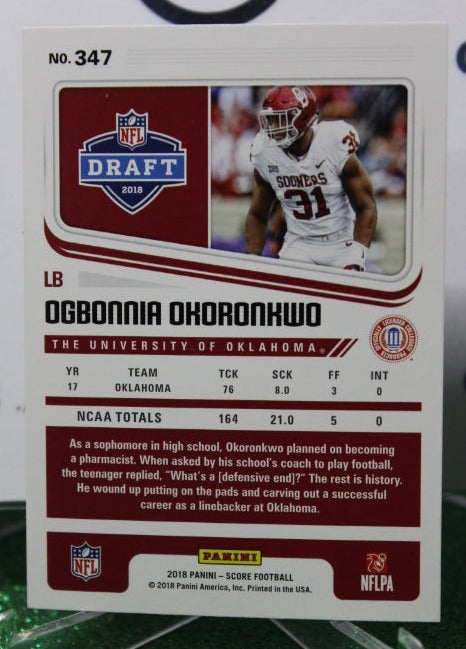 NO. 347
NFL
DRAFT
2018
SOONERS
31
31
LB
OGBONNIA OKORONKWO
THE UNIVERSITY OF OKLAHOMA®
YR TEAM TCK SCK FF INT
17 OKLAHOMA 76 8.0 3 0
NCAA TOTALS 164 21.0 5 0
As a sophomore in high school, Okoronkwo planned on becoming
a pharmacist. When asked by his school's coach to play football,
the teenager replied, "What's a [defensive end]?" The rest is history.
He wound up putting on the pads and carving out a successful
career as a linebacker at Oklahoma.
NFL
PANINI
2018 PANINI – SCORE FOOTBALL
© 2018 Panini America, Inc. Printed in the USA.
NFLPA